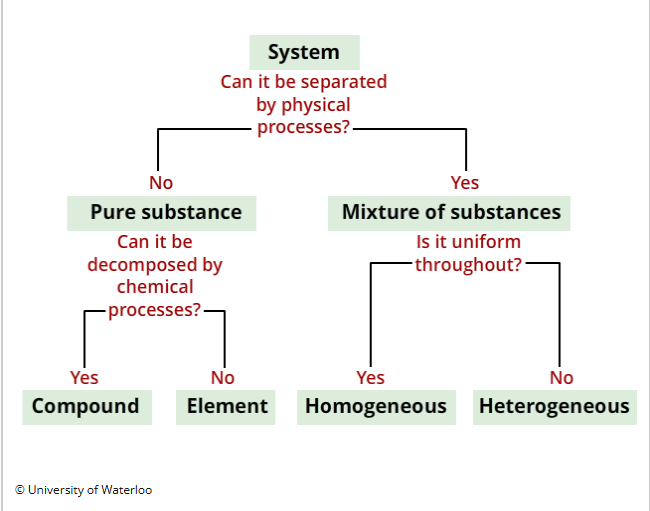 System
Can it be separated
by physical
processes?
No
Yes
Pure substance
Mixture of substances
Can it be
decomposed by
chemical
processes?
Is it uniform
throughout?
Yes
No
Yes
No
Compound
Element
Homogeneous
Heterogeneous
© University of Waterloo